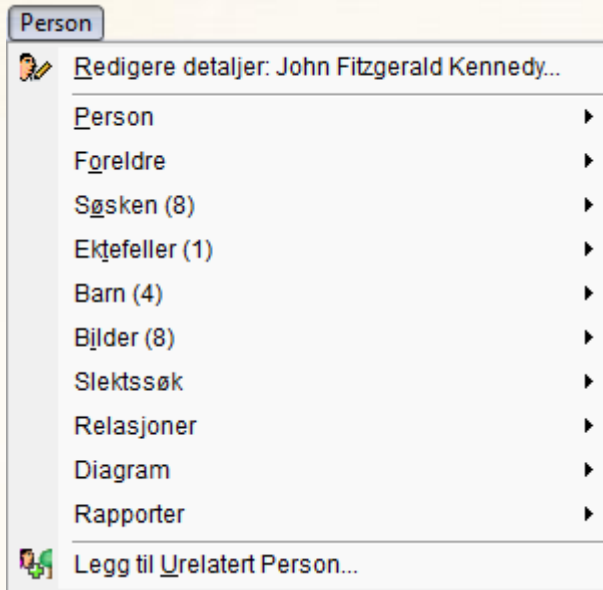 Person
Redigere detaljer: John Fitzgerald Kennedy...
Person
Foreldre
Søsken (8)
Ektefeller (1)
Barn (4)
Bilder (8)
Slektssøk
Relasjoner
Diagram
Rapporter
Legg til Urelatert Person...